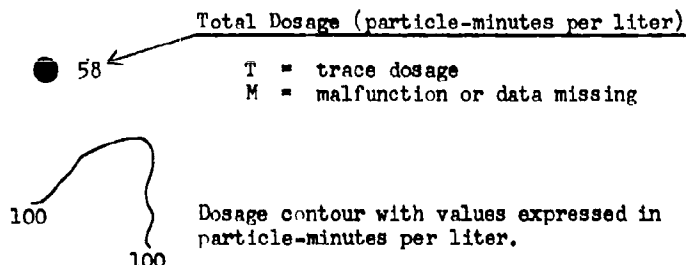 Total Dosage (particle-minutes per liter)
58
T = trace dosage
M = malfunction or data missing
100
Dosage contour with values expressed in
particle-minutes per liter.
100